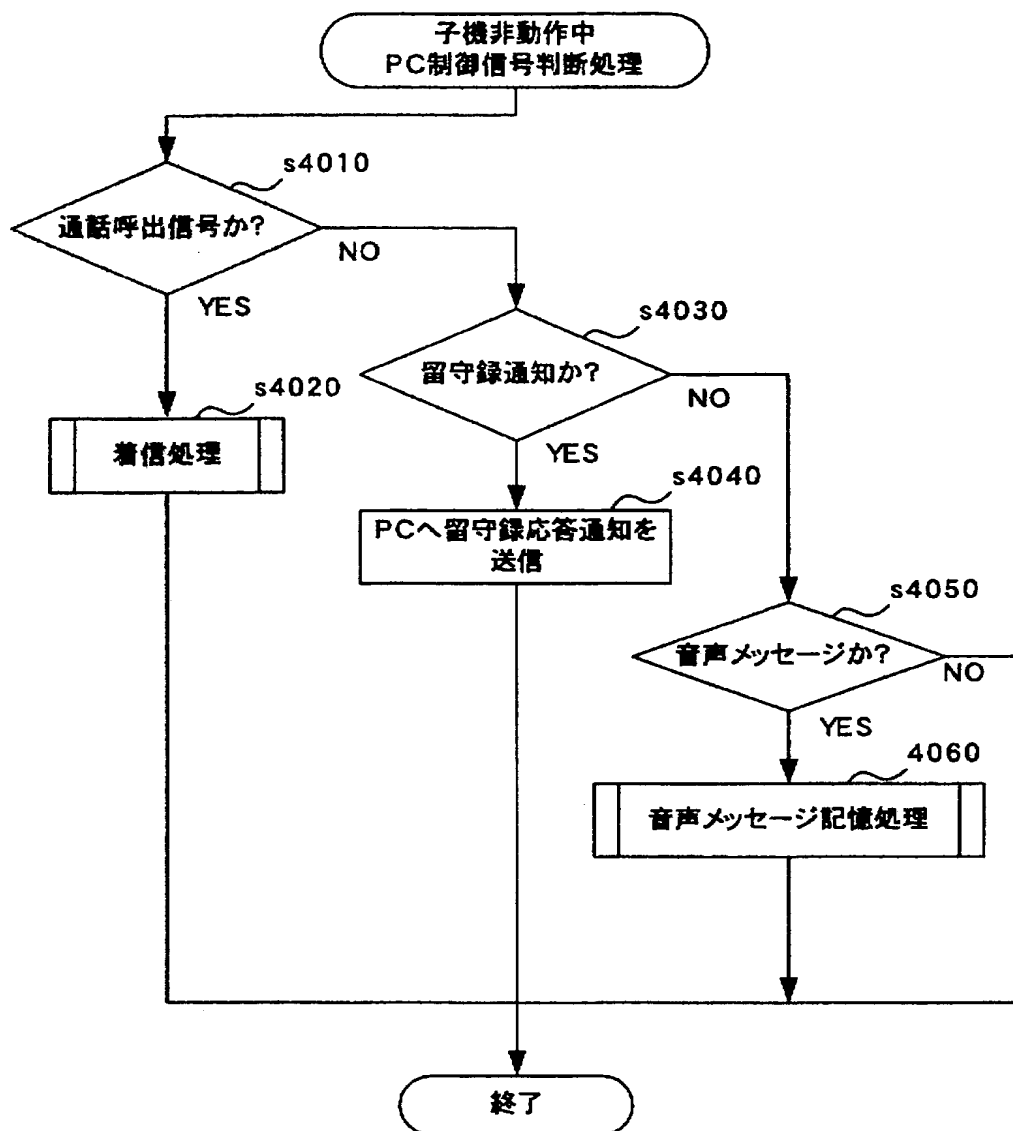 子機非動作中
PC制御信号判断処理
s4010
通話呼出信号か?
NO
YES
s4030
留守録通知か?
NO
s4020
着信処理
YES
s4040
PCへ留守録応答通知を
送信
s4050
音声メッセージか?
NO
YES
4060
音声メッセージ記憶処理
終了